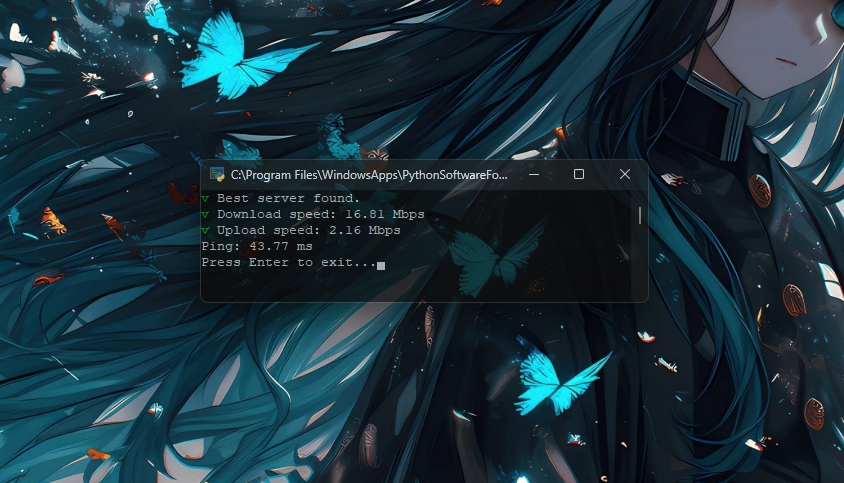 C:\Program Files\WindowsApps\PythonSoftwareFo...
▽ Best server found.
▽ Download speed: 16.81 Mbps
▽ Upload speed: 2.16 Mbps
Ping: 43.77 ms
Press Enter to exit...